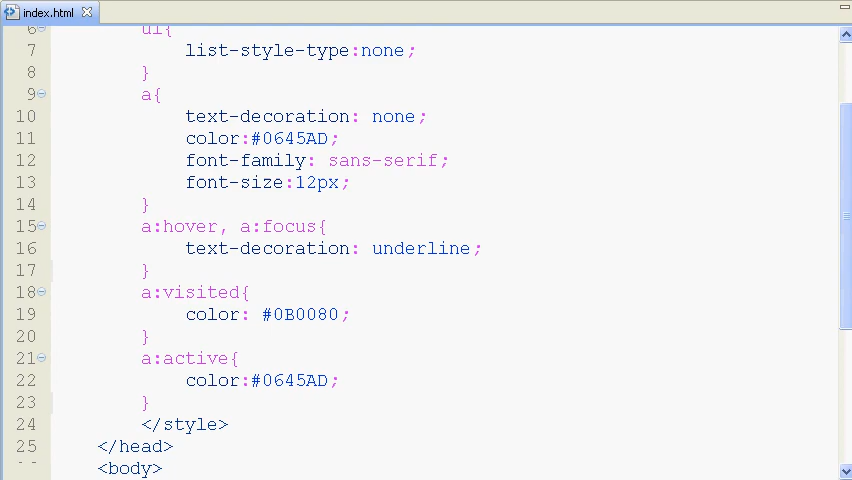 index.html
6 ul{
7 list-style-type:none;
8 }
9 a{
10 text-decoration: none;
11 color:#0645AD;
12 font-family: sans-serif;
13 font-size:12px;
14 }
15 a:hover, a:focus{
16 text-decoration: underline;
17 }
18 a:visited{
19 color: #0B0080;
20 }
21 a:active{
22 color:#0645AD;
23 }
24 </style>
25 </head>
<body>